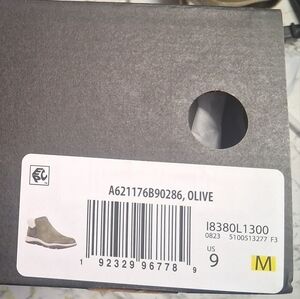 A621176B90286, OLIVE
I8380L1300
0823 5100513277 F3
US
9 M
1 92329 96778 9